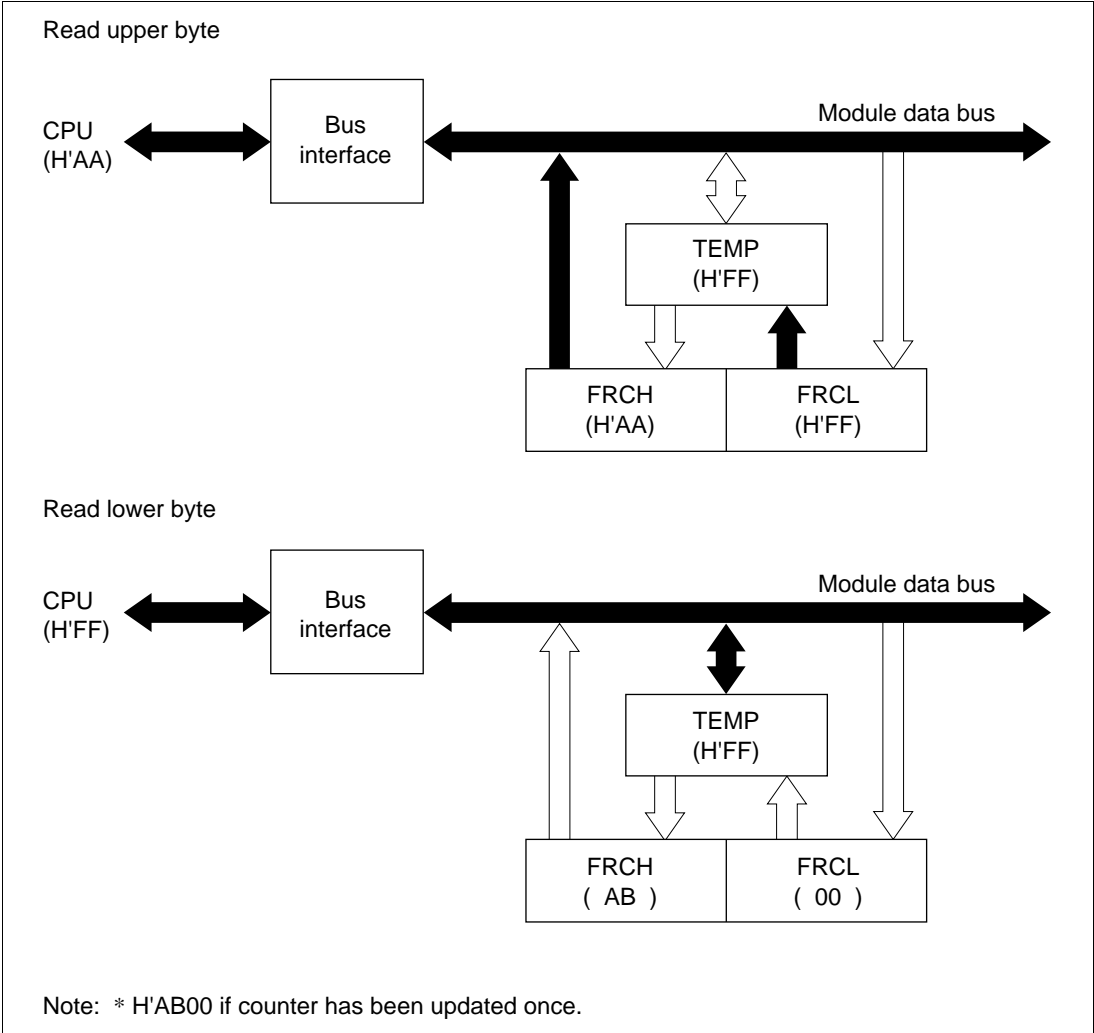 Read upper byte
CPU
(H'AA)
Bus
interface
Module data bus
TEMP
(H'FF)
FRCH
(H'AA)
FRCL
(H'FF)
Read lower byte
CPU
(H'FF)
Bus
interface
Module data bus
TEMP
(H'FF)
FRCH
( AB )
FRCL
( 00 )
Note: * H'AB00 if counter has been updated once.